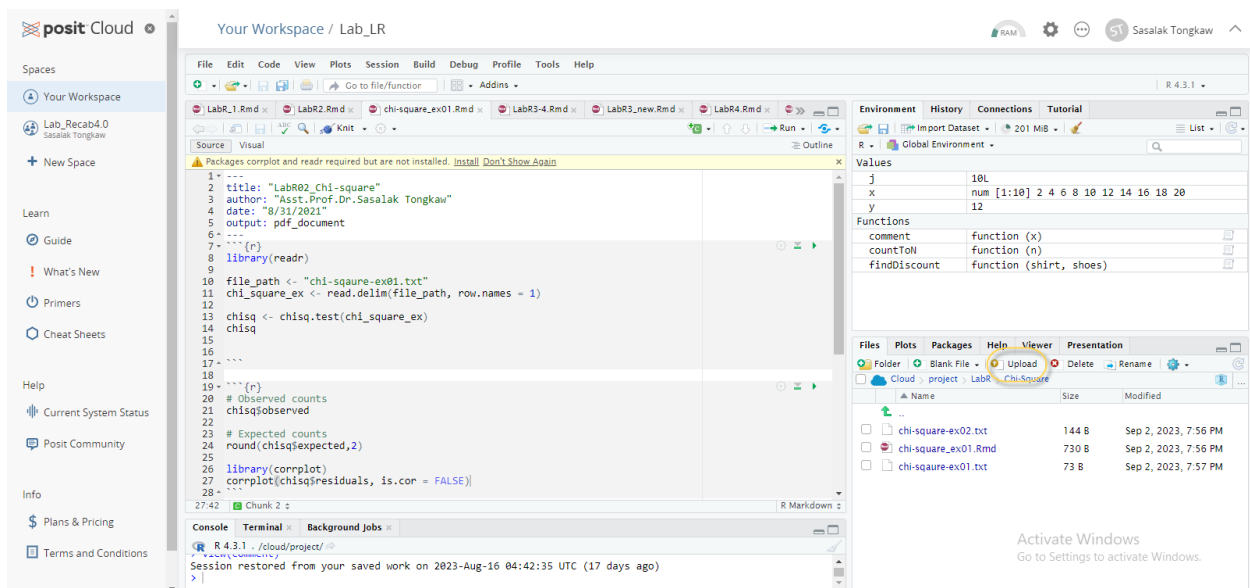 posit Cloud
Your Workspace / Lab_LR
RAM
ST
Sasalak Tongkaw
Spaces
Your Workspace
Lab_Recab4.0
Sasalak Tongkaw
New Space
Learn
Guide
What's New
Primers
Cheat Sheets
Help
Current System Status
Posit Community
Info
Plans & Pricing
Terms and Conditions
File Edit Code View Plots Session Build Debug Profile Tools Help
Go to file/function Addins
R 4.3.1
LabR_1.Rmd LabR2.Rmd chi-square_ex01.Rmd LabR3-4.Rmd LabR3_new.Rmd LabR4.Rmd
ABC Knit Run
Source Visual Outline
Packages corrplot and readr required but are not installed. Install Don't Show Again
1 ---
2 title: "LabR02_Chi-square"
3 author: "Asst.Prof.Dr.Sasalak Tongkaw"
4 date: "8/31/2021"
5 output: pdf_document
6 ---
7 ```{r}
8 library(readr)
9
10 file_path <- "chi-sqaure-ex01.txt"
11 chi_square_ex <- read.delim(file_path, row.names = 1)
12
13 chisq <- chisq.test(chi_square_ex)
14 chisq
15
16
17 ```
18
19 ```{r}
20 # Observed counts
21 chisq$observed
22
23 # Expected counts
24 round(chisq$expected,2)
25
26 library(corrplot)
27 corrplot(chisq$residuals, is.cor = FALSE)
28 ```
27:42 Chunk 2 R Markdown
Console Terminal Background Jobs
R 4.3.1 . /cloud/project/
> View(comment)
Session restored from your saved work on 2023-Aug-16 04:42:35 UTC (17 days ago)
>
Environment History Connections Tutorial
Import Dataset 201 MiB List
R Global Environment
Values
j 10L
x num [1:10] 2 4 6 8 10 12 14 16 18 20
y 12
Functions
comment function (x)
countToN function (n)
findDiscount function (shirt, shoes)
Files Plots Packages Help Viewer Presentation
Folder Blank File Upload Delete Rename
Cloud project LabR Chi-Square
Name Size Modified
..
chi-square-ex02.txt 144 B Sep 2, 2023, 7:56 PM
chi-square_ex01.Rmd 730 B Sep 2, 2023, 7:56 PM
chi-sqaure-ex01.txt 73 B Sep 2, 2023, 7:57 PM
Activate Windows
Go to Settings to activate Windows.